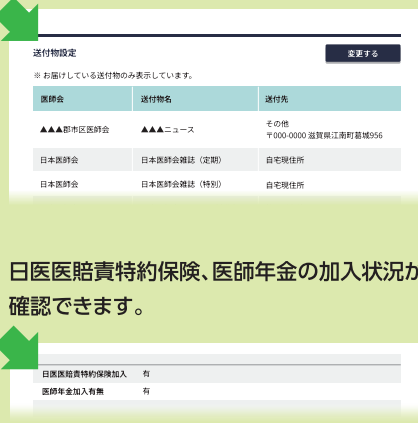 送付物設定
変更する
※ お届けしている送付物のみ表示しています。
医師会 送付物名 送付先
▲▲▲郡市区医師会 ▲▲▲ニュース その他
〒000-0000 滋賀県江南町葛城956
日本医師会 日本医師会雑誌（定期） 自宅現住所
日本医師会 日本医師会雑誌（特別） 自宅現住所
日医医賠責特約保険、医師年金の加入状況が
確認できます。
日医医賠責特約保険加入 有
医師年金加入有無 有